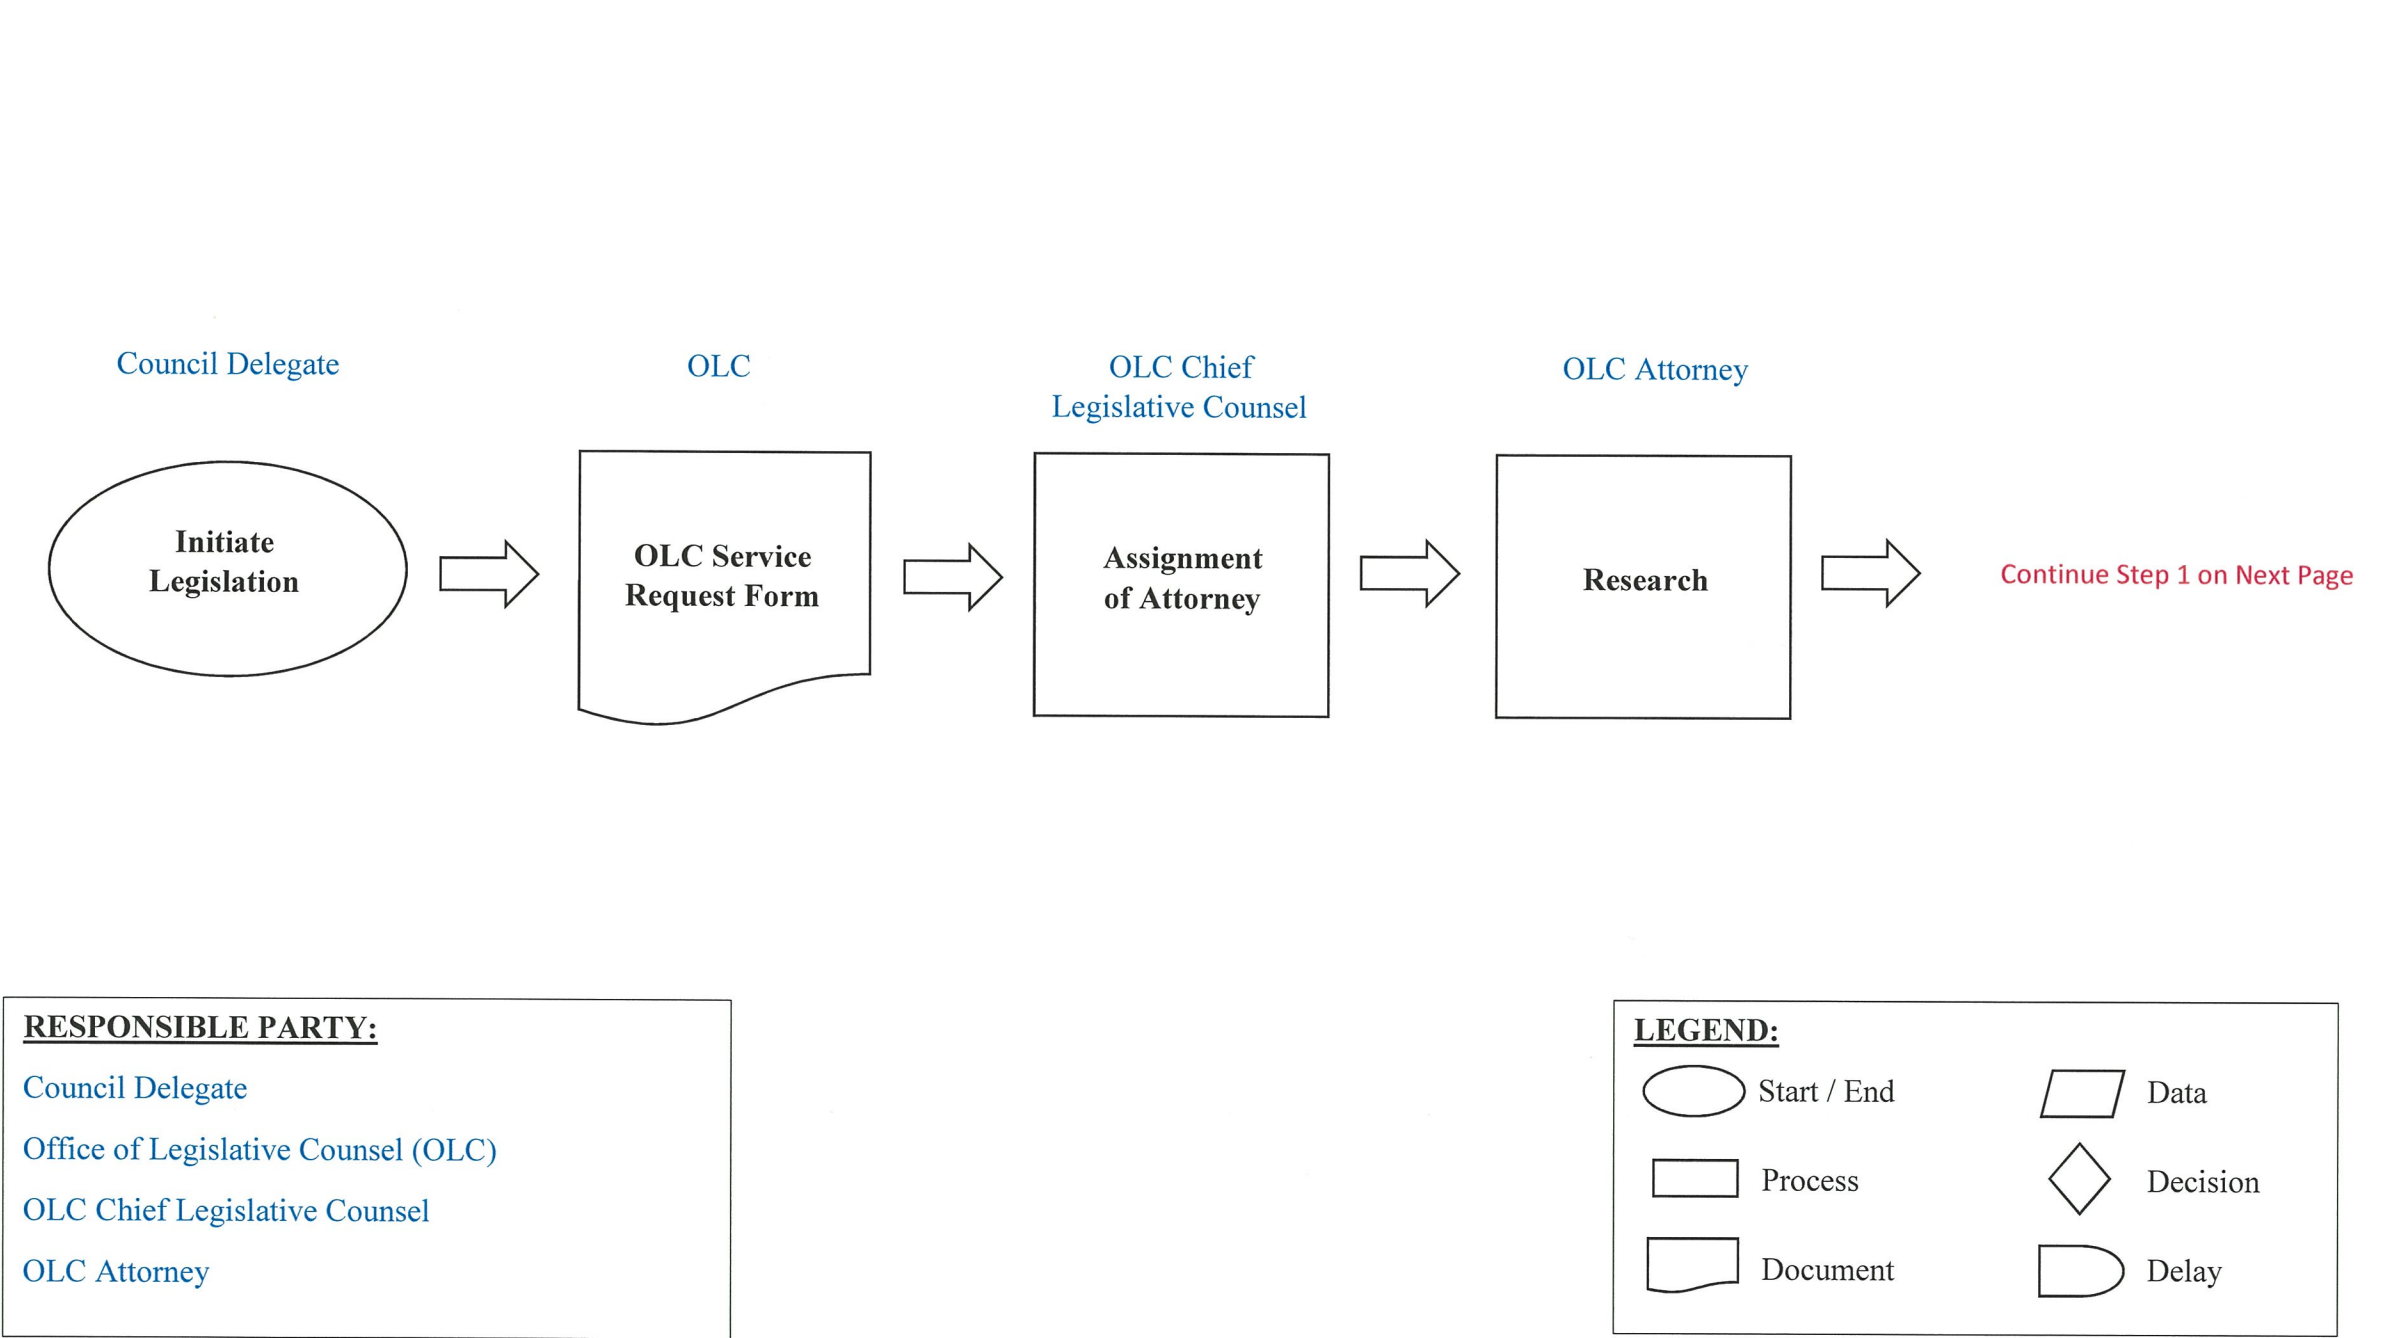 Council Delegate
OLC
OLC Chief
Legislative Counsel
OLC Attorney
Initiate
Legislation
OLC Service
Request Form
Assignment
of Attorney
Research
Continue Step 1 on Next Page
RESPONSIBLE PARTY:
Council Delegate
Office of Legislative Counsel (OLC)
OLC Chief Legislative Counsel
OLC Attorney
LEGEND:
Start / End
Data
Process
Decision
Document
Delay